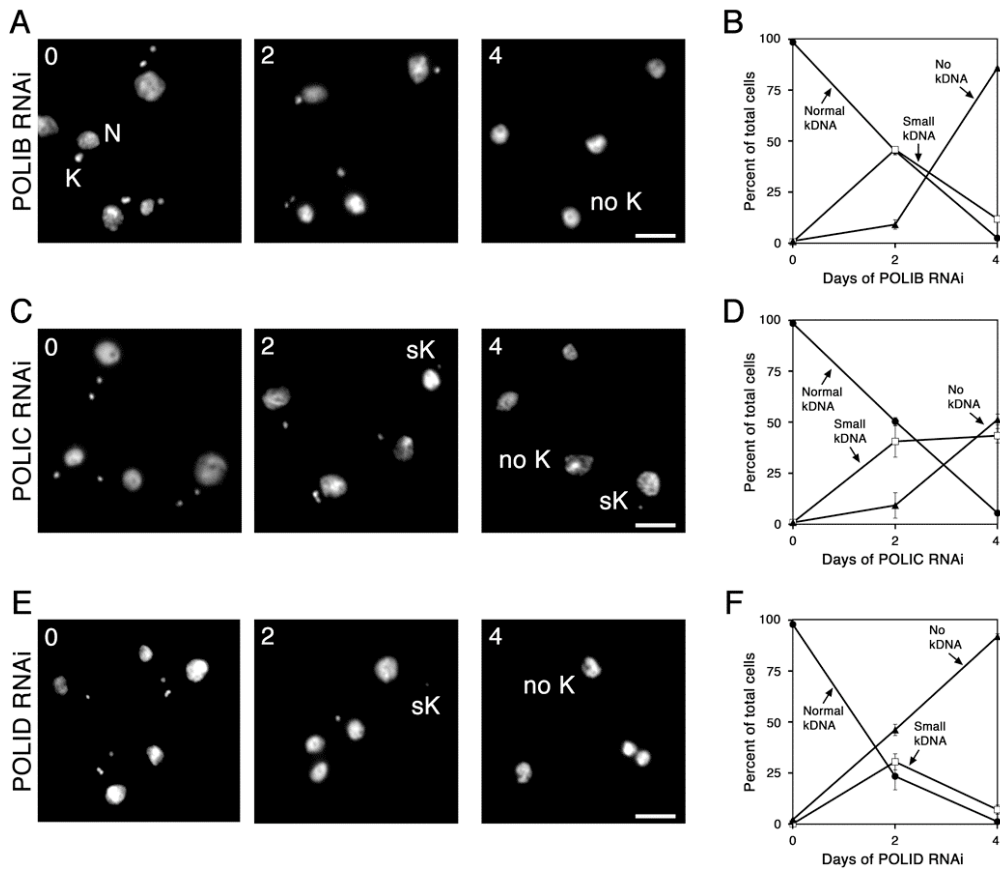 A
POLIB RNAi
0
N
K
2
4
no K
B
Percent of total cells
100
75
50
25
0
No
kDNA
Normal
kDNA
Small
kDNA
0
2
4
Days of POLIB RNAi
C
POLIC RNAi
0
2
sK
4
no K
sK
D
Percent of total cells
100
75
50
25
0
Normal
kDNA
No
kDNA
Small
kDNA
0
2
4
Days of POLIC RNAi
E
POLID RNAi
0
2
sK
4
no K
F
Percent of total cells
100
75
50
25
0
No
kDNA
Normal
kDNA
Small
kDNA
0
2
4
Days of POLID RNAi